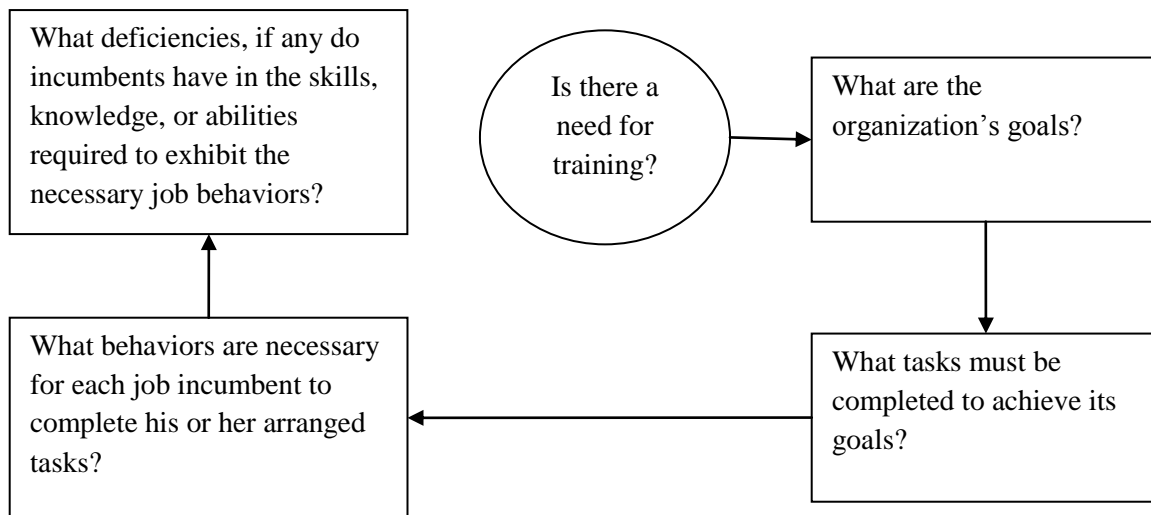 Is there a
need for
training?
What are the
organization's goals?
What tasks must be
completed to achieve its
goals?
What behaviors are necessary
for each job incumbent to
complete his or her arranged
tasks?
What deficiencies, if any do
incumbents have in the skills,
knowledge, or abilities
required to exhibit the
necessary job behaviors?